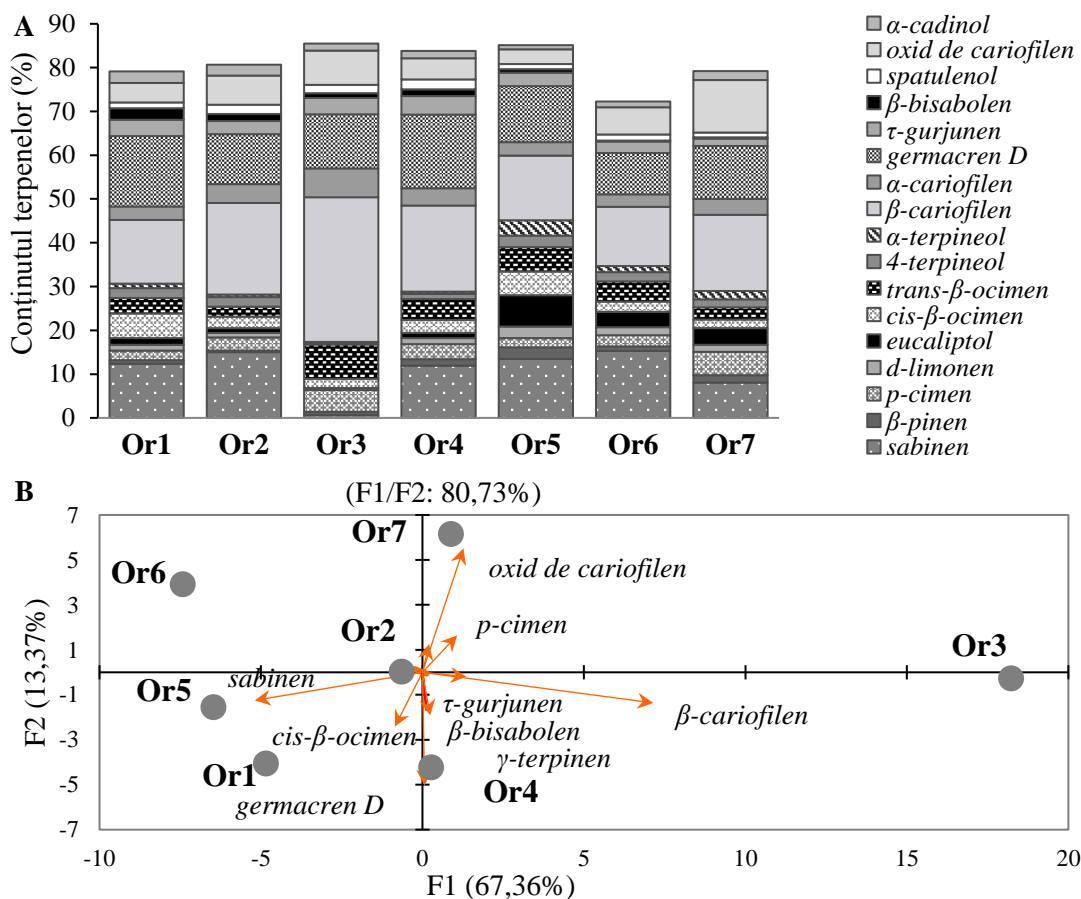 A
Conținutul terpenelor (%)
90
80
70
60
50
40
30
20
10
0
Or1 Or2 Or3 Or4 Or5 Or6 Or7
α-cadinol
oxid de cariofilen
spatulenol
β-bisabolen
τ-gurjunen
germacren D
α-cariofilen
β-cariofilen
α-terpineol
4-terpineol
trans-β-ocimen
cis-β-ocimen
eucaliptol
d-limonen
p-cimen
β-pinen
sabinen
B
(F1/F2: 80,73%)
F2 (13,37%)
7
5
3
1
-1
-3
-5
-7
Or7
oxid de cariofilen
Or6
p-cimen
Or2
Or3
sabinen
Or5
τ-gurjunen
β-cariofilen
cis-β-ocimen
β-bisabolen
γ-terpinen
Or1
Or4
germacren D
-10 -5 0 5 10 15 20
F1 (67,36%)